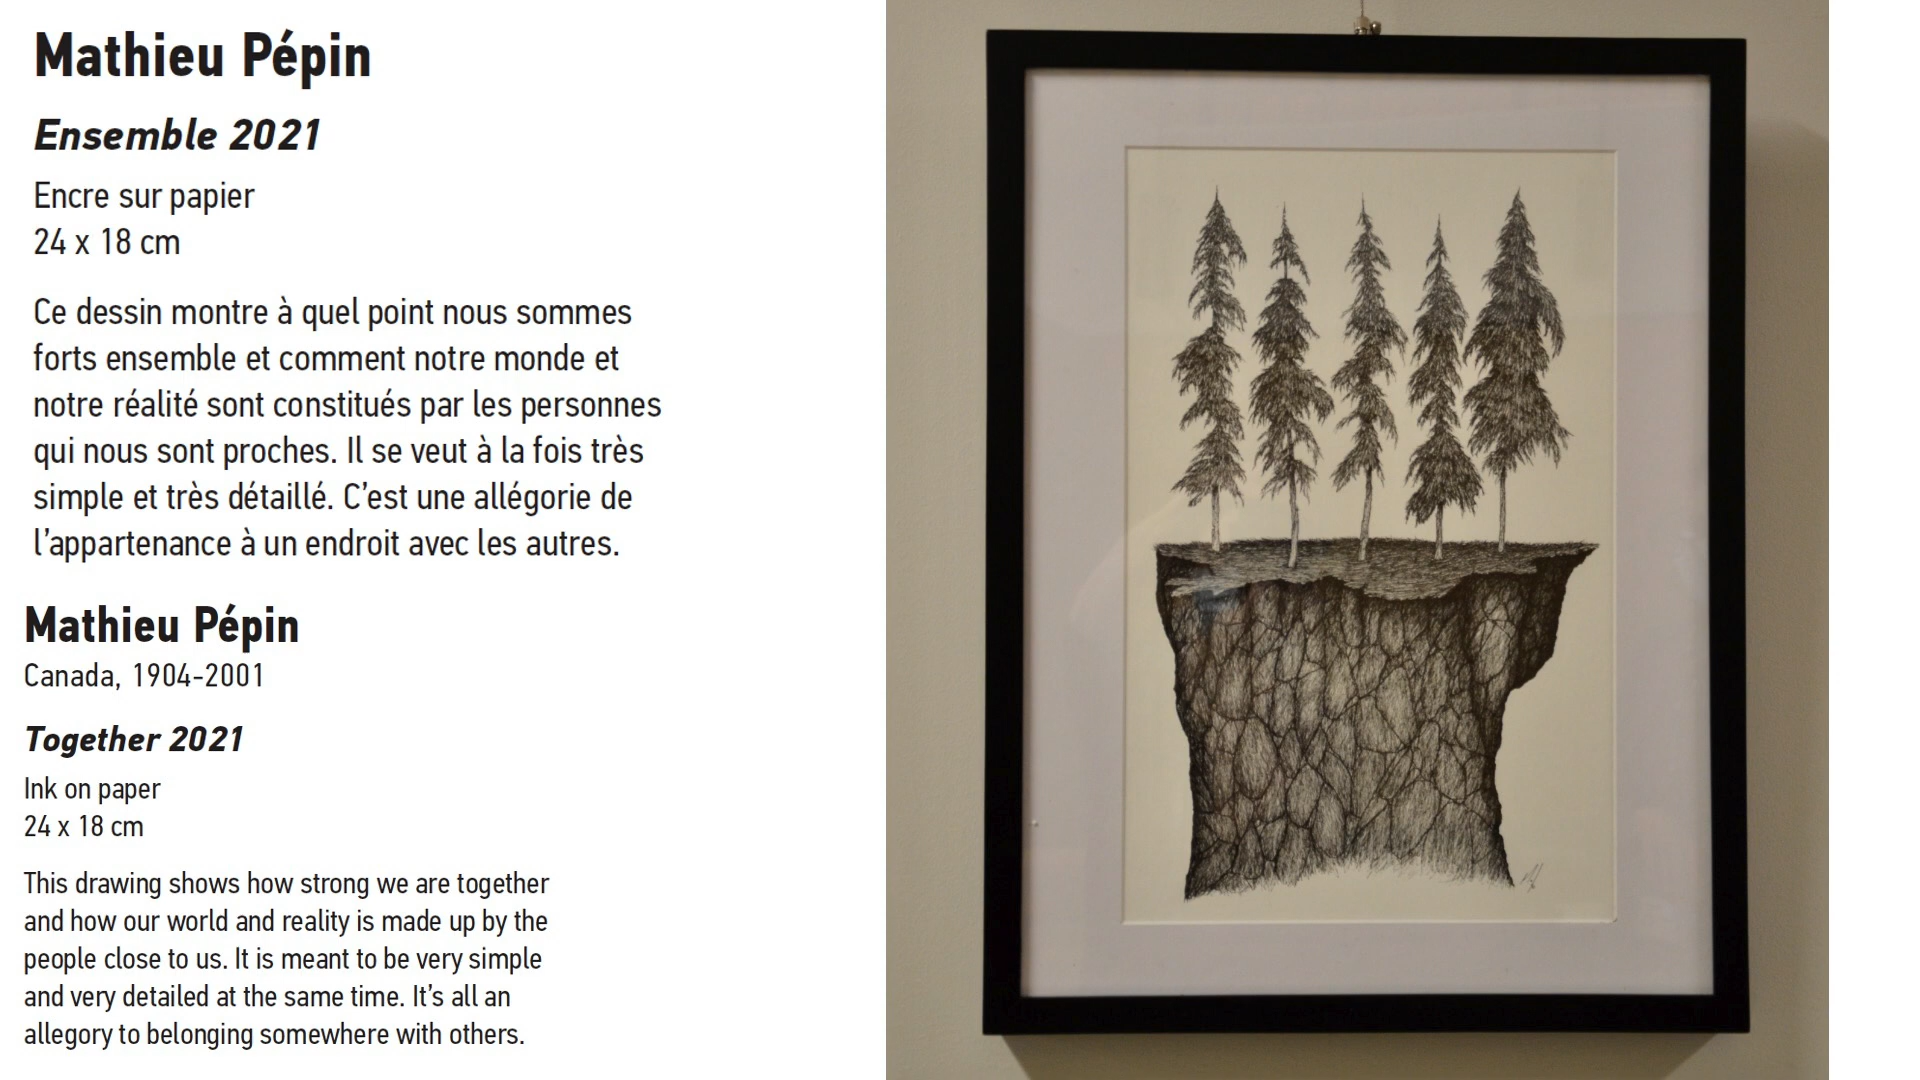 Mathieu Pépin
Ensemble 2021
Encre sur papier
24 x 18 cm
Ce dessin montre à quel point nous sommes
forts ensemble et comment notre monde et
notre réalité sont constitués par les personnes
qui nous sont proches. Il se veut à la fois très
simple et très détaillé. C’est une allégorie de
l’appartenance à un endroit avec les autres.
Mathieu Pépin
Canada, 1904-2001
Together 2021
Ink on paper
24 x 18 cm
This drawing shows how strong we are together
and how our world and reality is made up by the
people close to us. It is meant to be very simple
and very detailed at the same time. It’s all an
allegory to belonging somewhere with others.